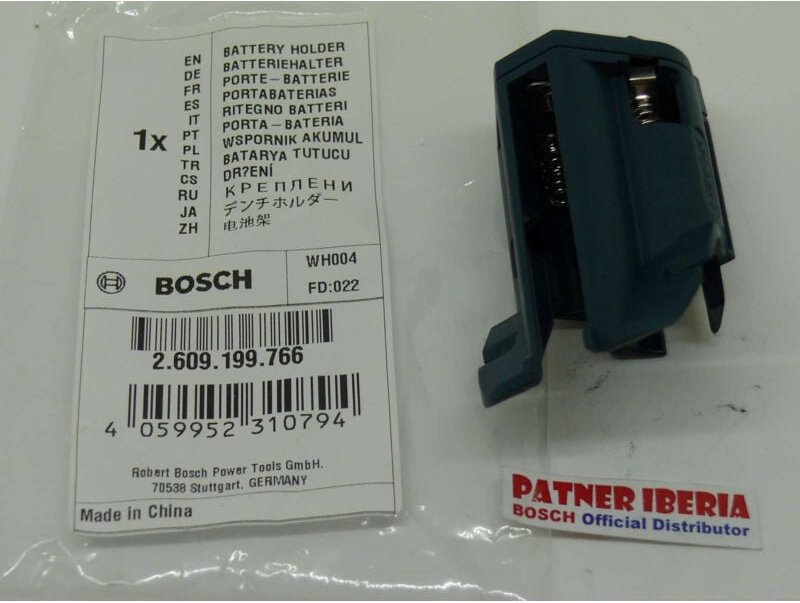 1x
EN BATTERY HOLDER
DE BATTERIEHALTER
FR PORTE-BATTERIE
ES PORTABATERIAS
IT RITEGNO BATTERI
PT PORTA-BATERIA
PL WSPORNIK AKUMUL
TR BATARYA TUTUCU
CS DR?ENÍ
RU КРЕПЛЕНИ
JA デンチホルダー
ZH 电池架
BOSCH
WH004
FD:022
2.609.199.766
4 059952 310794
Robert Bosch Power Tools GmbH.
70538 Stuttgart, GERMANY
Made in China
PATNER IBERIA
BOSCH Official Distributor